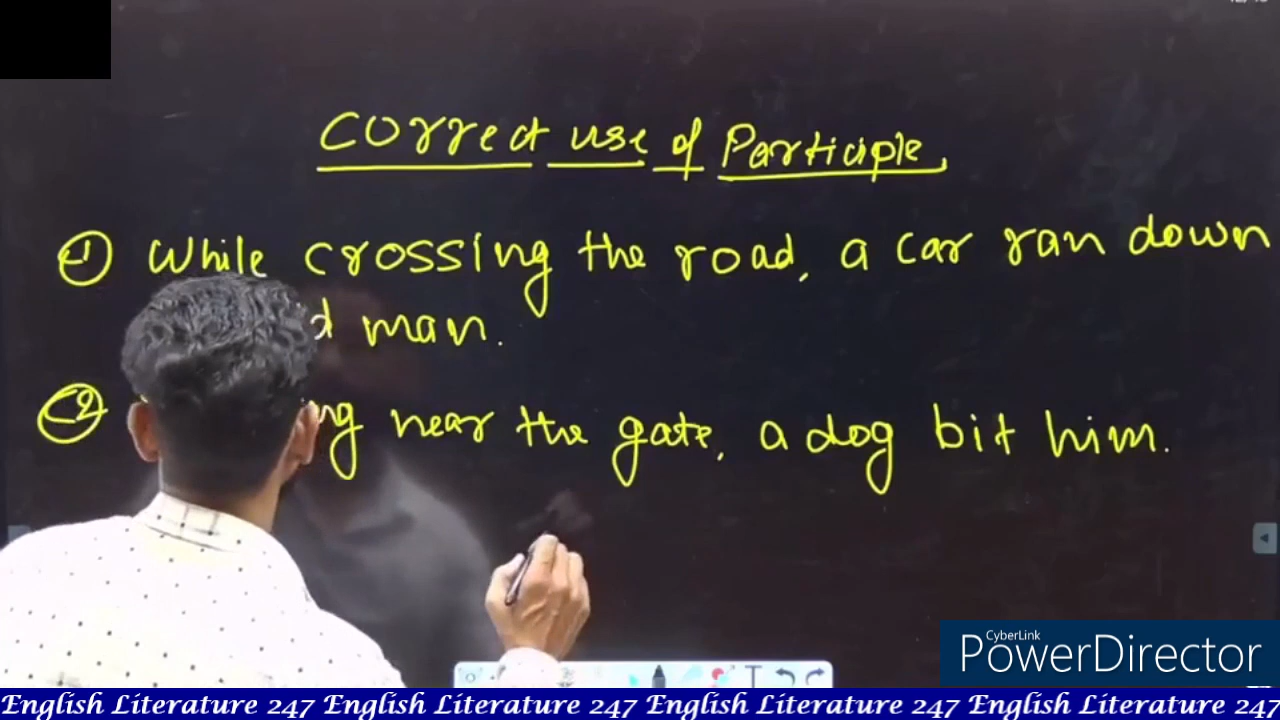 Correct use of Participle.
① While crossing the road, a car ran down
man.
② near the gate, a dog bit him.
CyberLink
PowerDirector
English Literature 247 English Literature 247 English Literature 247 English Literature 247